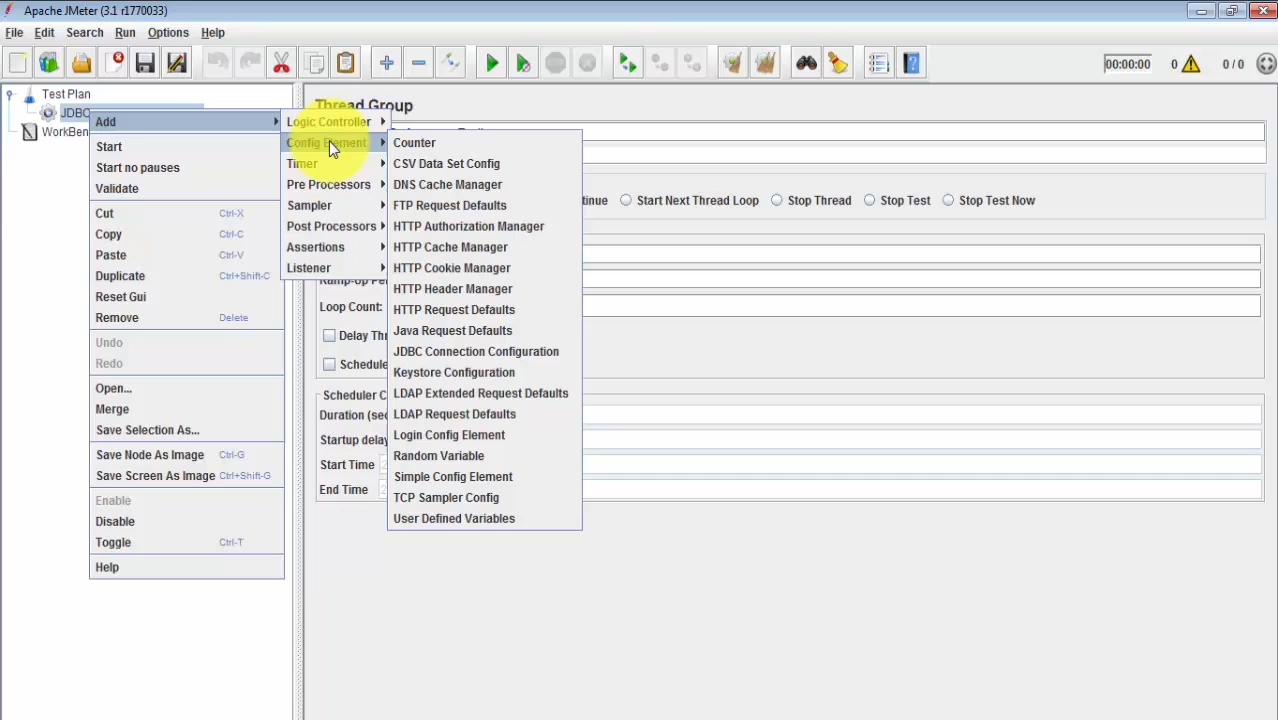 Apache JMeter (3.1 r1770033)
File Edit Search Run Options Help
00:00:00 0 0 / 0
Test Plan
JDBC
WorkBen
Add
Start
Start no pauses
Validate
Cut Ctrl-X
Copy Ctrl-C
Paste Ctrl-V
Duplicate Ctrl+Shift-C
Reset Gui
Remove Delete
Undo
Redo
Open...
Merge
Save Selection As...
Save Node As Image Ctrl-G
Save Screen As Image Ctrl+Shift-G
Enable
Disable
Toggle Ctrl-T
Help
Logic Controller
Config Element
Timer
Pre Processors
Sampler
Post Processors
Assertions
Listener
Counter
CSV Data Set Config
DNS Cache Manager
FTP Request Defaults
HTTP Authorization Manager
HTTP Cache Manager
HTTP Cookie Manager
HTTP Header Manager
HTTP Request Defaults
Java Request Defaults
JDBC Connection Configuration
Keystore Configuration
LDAP Extended Request Defaults
LDAP Request Defaults
Login Config Element
Random Variable
Simple Config Element
TCP Sampler Config
User Defined Variables
Thread Group
tinue Start Next Thread Loop Stop Thread Stop Test Stop Test Now
Ramp-Up Per
Loop Count:
Delay Thr
Schedule
Scheduler C
Duration (sec
Startup delay
Start Time
End Time